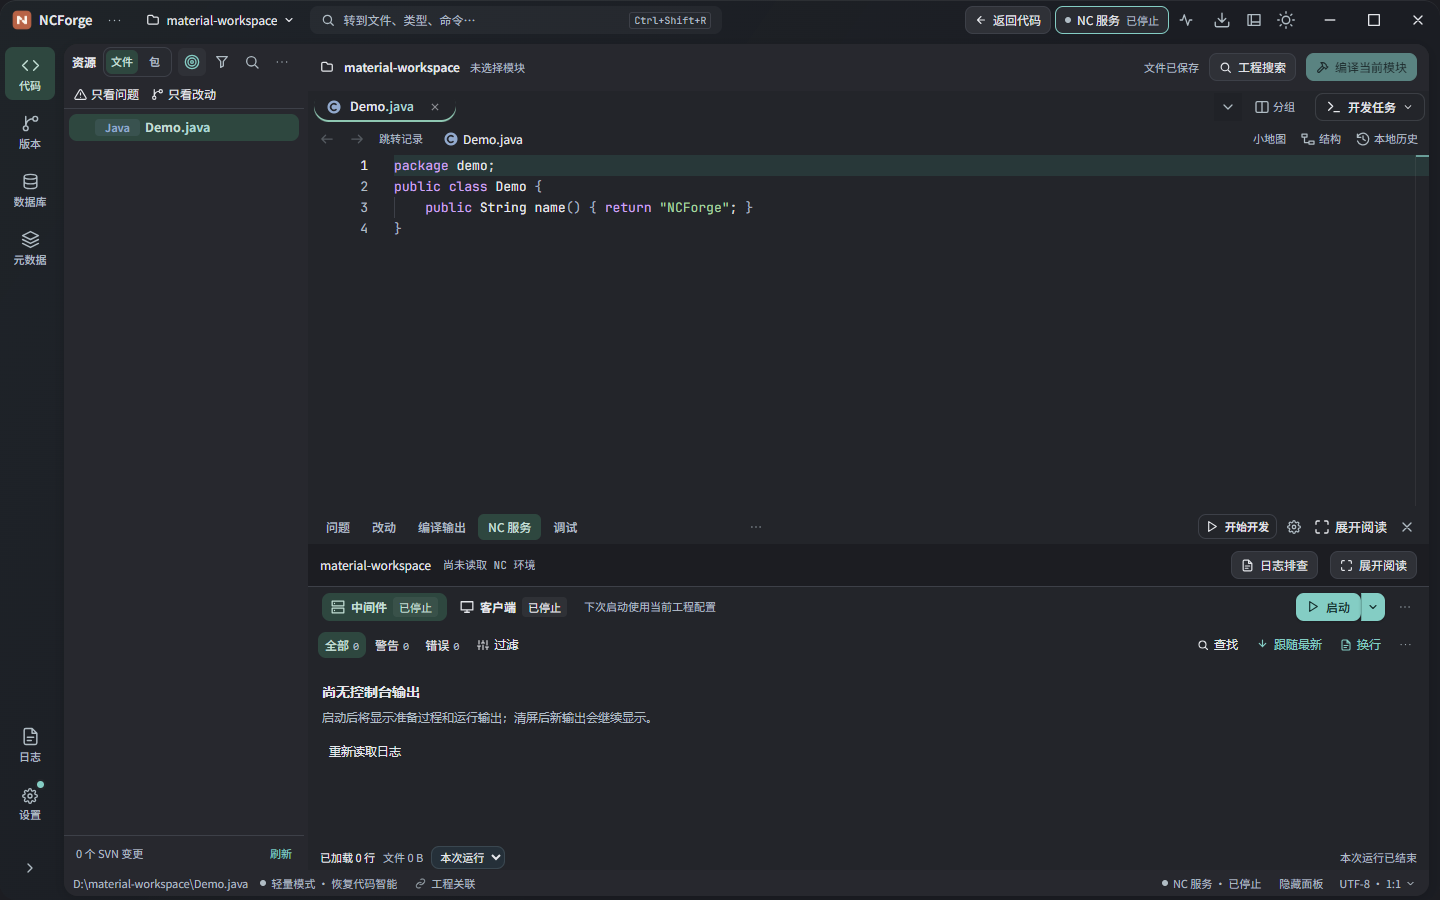 NCForge ··· material-workspace 转到文件、类型、命令··· Ctrl+Shift+R 返回代码 NC 服务 已停止
资源 文件 包 ···
material-workspace 未选择模块 文件已保存 工程搜索 编译当前模块
只看问题 只看改动
代码
版本
数据库
元数据
日志
设置
Java Demo.java
Demo.java × 分组 开发任务
跳转记录 Demo.java 小地图 结构 本地历史
1 package demo;
2 public class Demo {
3 public String name() { return "NCForge"; }
4 }
问题 改动 编译输出 NC 服务 调试 ··· 开始开发 展开阅读
material-workspace 尚未读取 NC 环境 日志排查 展开阅读
中间件 已停止 客户端 已停止 下次启动使用当前工程配置 启动 ···
全部 0 警告 0 错误 0 过滤 查找 跟随最新 换行 ···
尚无控制台输出
启动后将显示准备过程和运行输出；清屏后新输出会继续显示。
重新读取日志
0 个 SVN 变更 刷新
已加载 0 行 文件 0 B 本次运行 本次运行已结束
D:\material-workspace\Demo.java 轻量模式 · 恢复代码智能 工程关联 NC 服务 · 已停止 隐藏面板 UTF-8 · 1:1